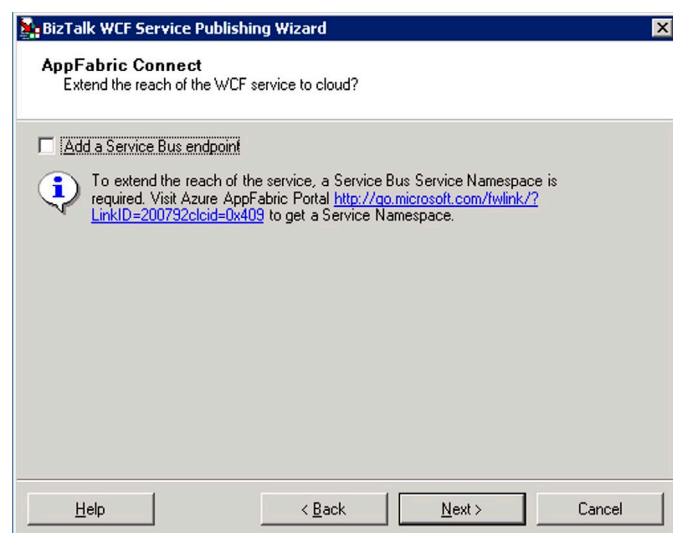 BizTalk WCF Service Publishing Wizard
AppFabric Connect
Extend the reach of the WCF service to cloud?
Add a Service Bus endpoint
To extend the reach of the service, a Service Bus Service Namespace is
required. Visit Azure AppFabric Portal http://go.microsoft.com/fwlink/?
LinkID=200792clcid=0x409 to get a Service Namespace.
Help
< Back
Next >
Cancel